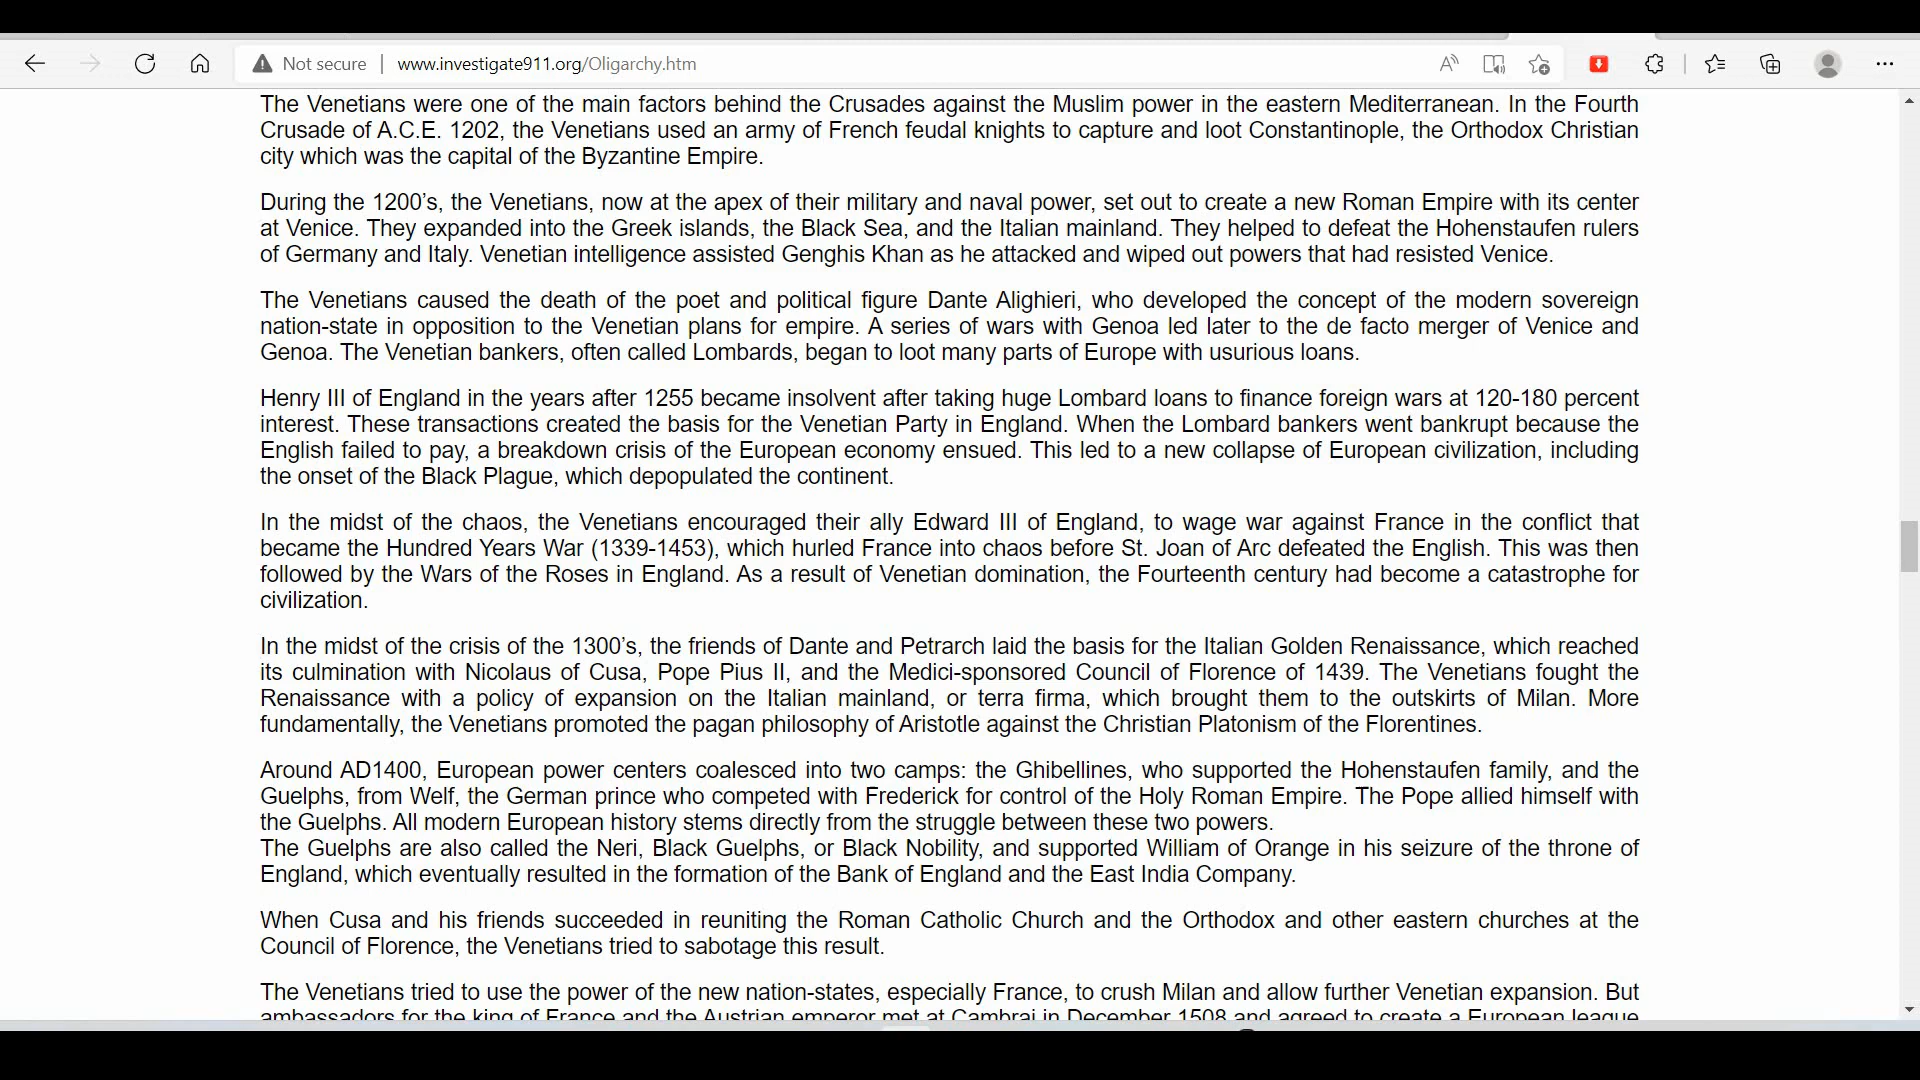 Not secure | www.investigate911.org/Oligarchy.htm
The Venetians were one of the main factors behind the Crusades against the Muslim power in the eastern Mediterranean. In the Fourth
Crusade of A.C.E. 1202, the Venetians used an army of French feudal knights to capture and loot Constantinople, the Orthodox Christian
city which was the capital of the Byzantine Empire.
During the 1200’s, the Venetians, now at the apex of their military and naval power, set out to create a new Roman Empire with its center
at Venice. They expanded into the Greek islands, the Black Sea, and the Italian mainland. They helped to defeat the Hohenstaufen rulers
of Germany and Italy. Venetian intelligence assisted Genghis Khan as he attacked and wiped out powers that had resisted Venice.
The Venetians caused the death of the poet and political figure Dante Alighieri, who developed the concept of the modern sovereign
nation-state in opposition to the Venetian plans for empire. A series of wars with Genoa led later to the de facto merger of Venice and
Genoa. The Venetian bankers, often called Lombards, began to loot many parts of Europe with usurious loans.
Henry III of England in the years after 1255 became insolvent after taking huge Lombard loans to finance foreign wars at 120-180 percent
interest. These transactions created the basis for the Venetian Party in England. When the Lombard bankers went bankrupt because the
English failed to pay, a breakdown crisis of the European economy ensued. This led to a new collapse of European civilization, including
the onset of the Black Plague, which depopulated the continent.
In the midst of the chaos, the Venetians encouraged their ally Edward III of England, to wage war against France in the conflict that
became the Hundred Years War (1339-1453), which hurled France into chaos before St. Joan of Arc defeated the English. This was then
followed by the Wars of the Roses in England. As a result of Venetian domination, the Fourteenth century had become a catastrophe for
civilization.
In the midst of the crisis of the 1300’s, the friends of Dante and Petrarch laid the basis for the Italian Golden Renaissance, which reached
its culmination with Nicolaus of Cusa, Pope Pius II, and the Medici-sponsored Council of Florence of 1439. The Venetians fought the
Renaissance with a policy of expansion on the Italian mainland, or terra firma, which brought them to the outskirts of Milan. More
fundamentally, the Venetians promoted the pagan philosophy of Aristotle against the Christian Platonism of the Florentines.
Around AD1400, European power centers coalesced into two camps: the Ghibellines, who supported the Hohenstaufen family, and the
Guelphs, from Welf, the German prince who competed with Frederick for control of the Holy Roman Empire. The Pope allied himself with
the Guelphs. All modern European history stems directly from the struggle between these two powers.
The Guelphs are also called the Neri, Black Guelphs, or Black Nobility, and supported William of Orange in his seizure of the throne of
England, which eventually resulted in the formation of the Bank of England and the East India Company.
When Cusa and his friends succeeded in reuniting the Roman Catholic Church and the Orthodox and other eastern churches at the
Council of Florence, the Venetians tried to sabotage this result.
The Venetians tried to use the power of the new nation-states, especially France, to crush Milan and allow further Venetian expansion. But
ambassadors for the king of France and the Austrian emperor met at Cambrai in December 1508 and agreed to create a European league